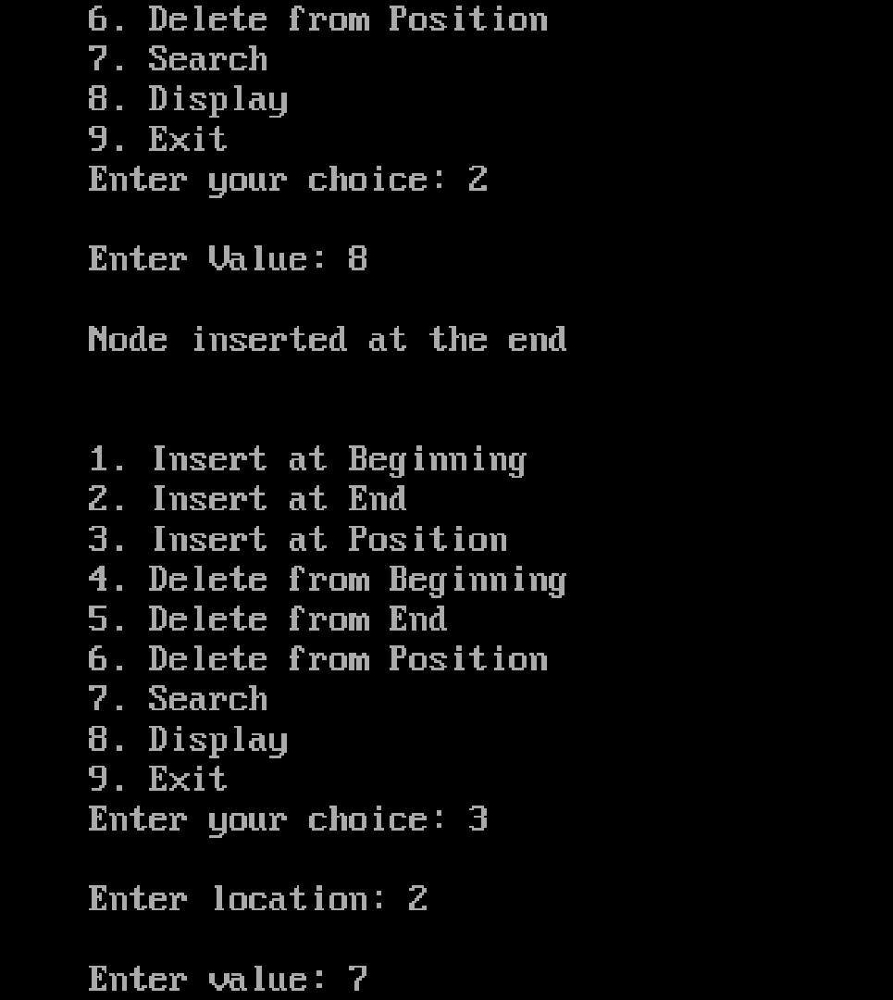 6. Delete from Position
7. Search
8. Display
9. Exit
Enter your choice: 2
Enter Value: 8
Node inserted at the end
1. Insert at Beginning
2. Insert at End
3. Insert at Position
4. Delete from Beginning
5. Delete from End
6. Delete from Position
7. Search
8. Display
9. Exit
Enter your choice: 3
Enter location: 2
Enter value: 7